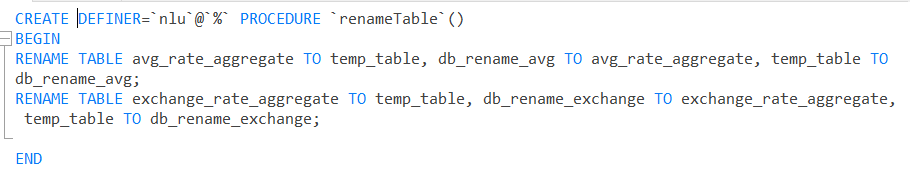 CREATE DEFINER=`nlu`@`%` PROCEDURE `renameTable`()
BEGIN
RENAME TABLE avg_rate_aggregate TO temp_table, db_rename_avg TO avg_rate_aggregate, temp_table TO
db_rename_avg;
RENAME TABLE exchange_rate_aggregate TO temp_table, db_rename_exchange TO exchange_rate_aggregate,
temp_table TO db_rename_exchange;
END